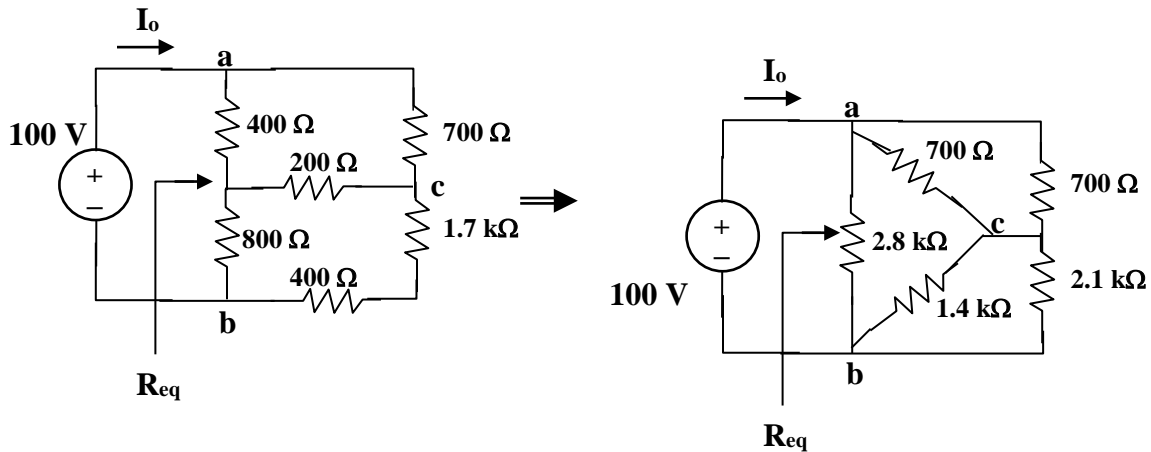 Io
a
100 V
400 Ω
700 Ω
200 Ω
c
+
−
800 Ω
1.7 kΩ
400 Ω
b
Req
Io
a
700 Ω
700 Ω
c
+
−
2.8 kΩ
2.1 kΩ
100 V
1.4 kΩ
b
Req